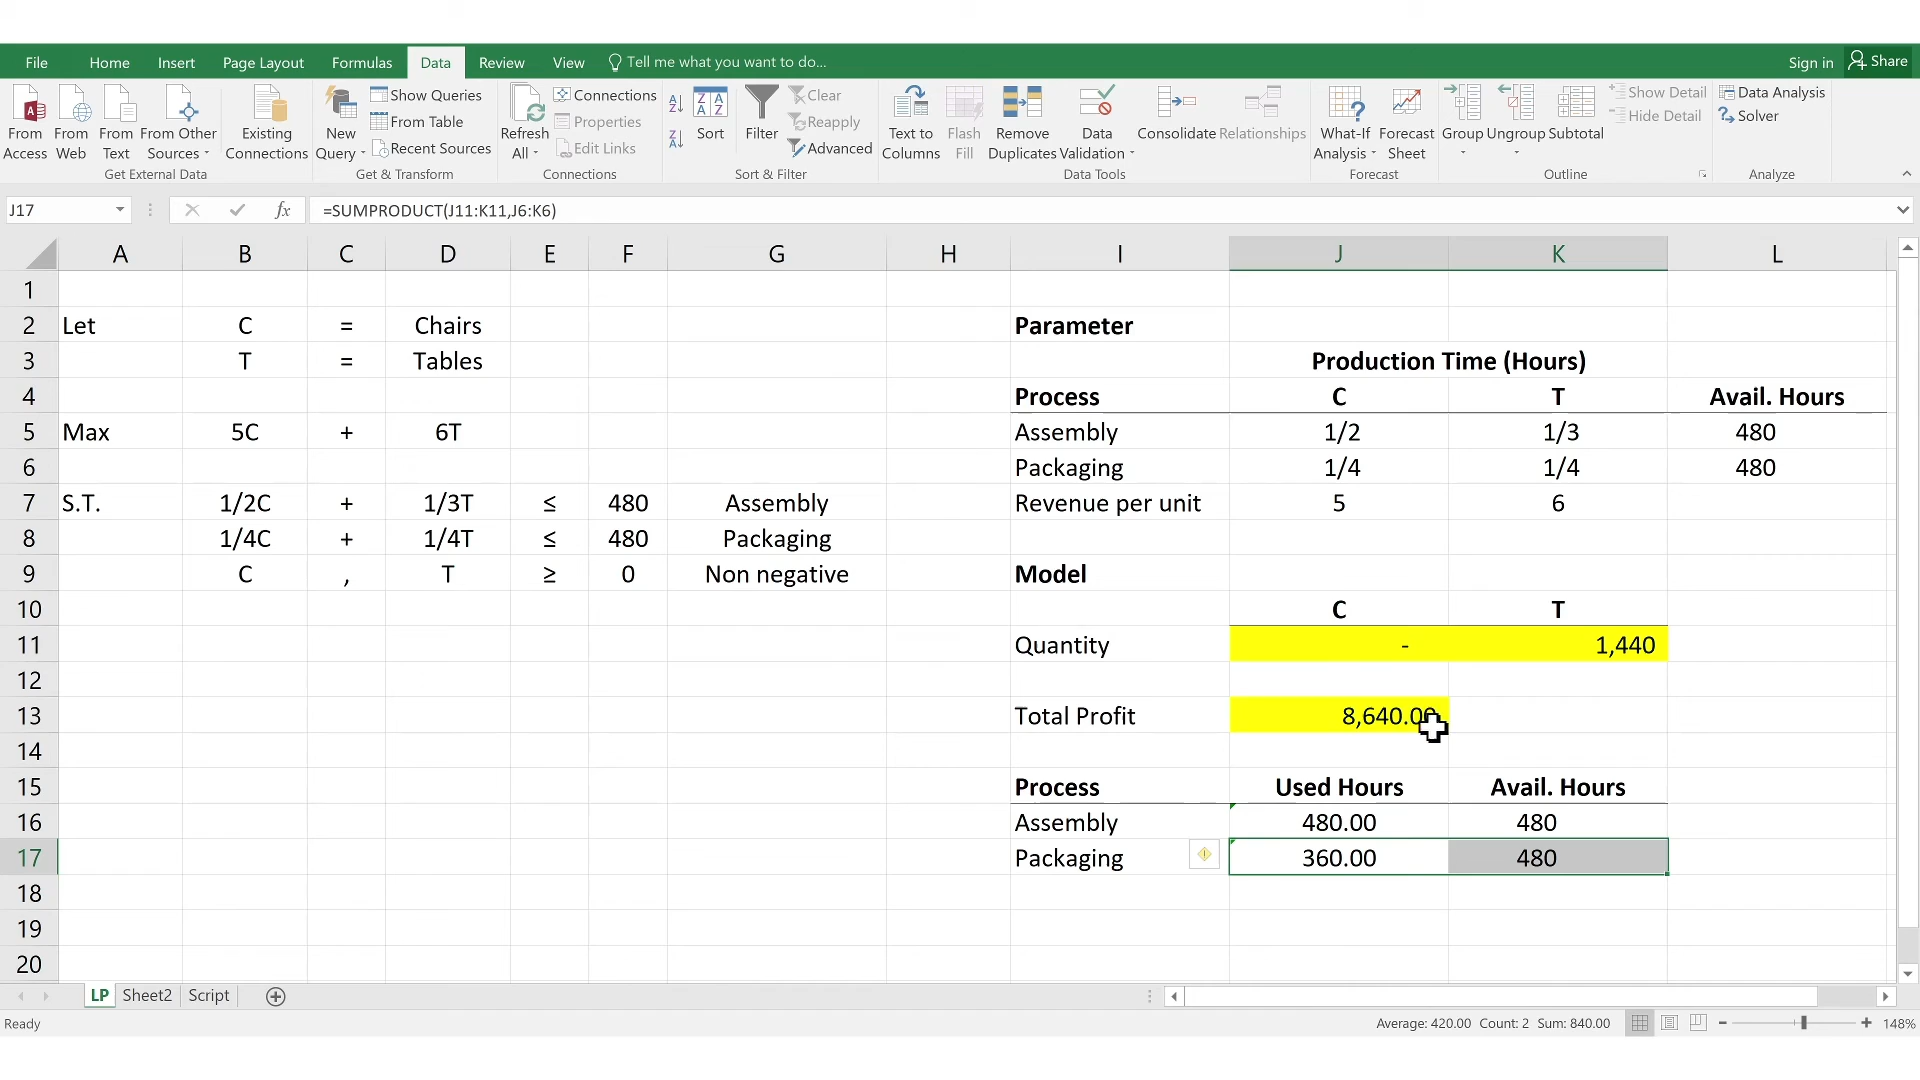 File Home Insert Page Layout Formulas Data Review View Tell me what you want to do... Sign in Share
From Access From Web From Text From Other Sources Existing Connections
Get External Data
New Query Show Queries From Table Recent Sources
Get & Transform
Refresh All Connections Properties Edit Links
Connections
Sort Filter Clear Reapply Advanced
Sort & Filter
Text to Columns Flash Fill Remove Duplicates Data Validation Consolidate Relationships
Data Tools
What-If Analysis Forecast Sheet
Forecast
Group Ungroup Subtotal Show Detail Hide Detail
Outline
Data Analysis Solver
Analyze
J17 fx =SUMPRODUCT(J11:K11,J6:K6)
A B C D E F G H I J K L
1
2 Let C = Chairs Parameter
3 T = Tables Production Time (Hours)
4 Process C T Avail. Hours
5 Max 5C + 6T Assembly 1/2 1/3 480
6 Packaging 1/4 1/4 480
7 S.T. 1/2C + 1/3T ≤ 480 Assembly Revenue per unit 5 6
8 1/4C + 1/4T ≤ 480 Packaging
9 C , T ≥ 0 Non negative Model
10 C T
11 Quantity - 1,440
12
13 Total Profit 8,640.00
14
15 Process Used Hours Avail. Hours
16 Assembly 480.00 480
17 Packaging 360.00 480
18
19
20
LP Sheet2 Script
Ready Average: 420.00 Count: 2 Sum: 840.00 148%